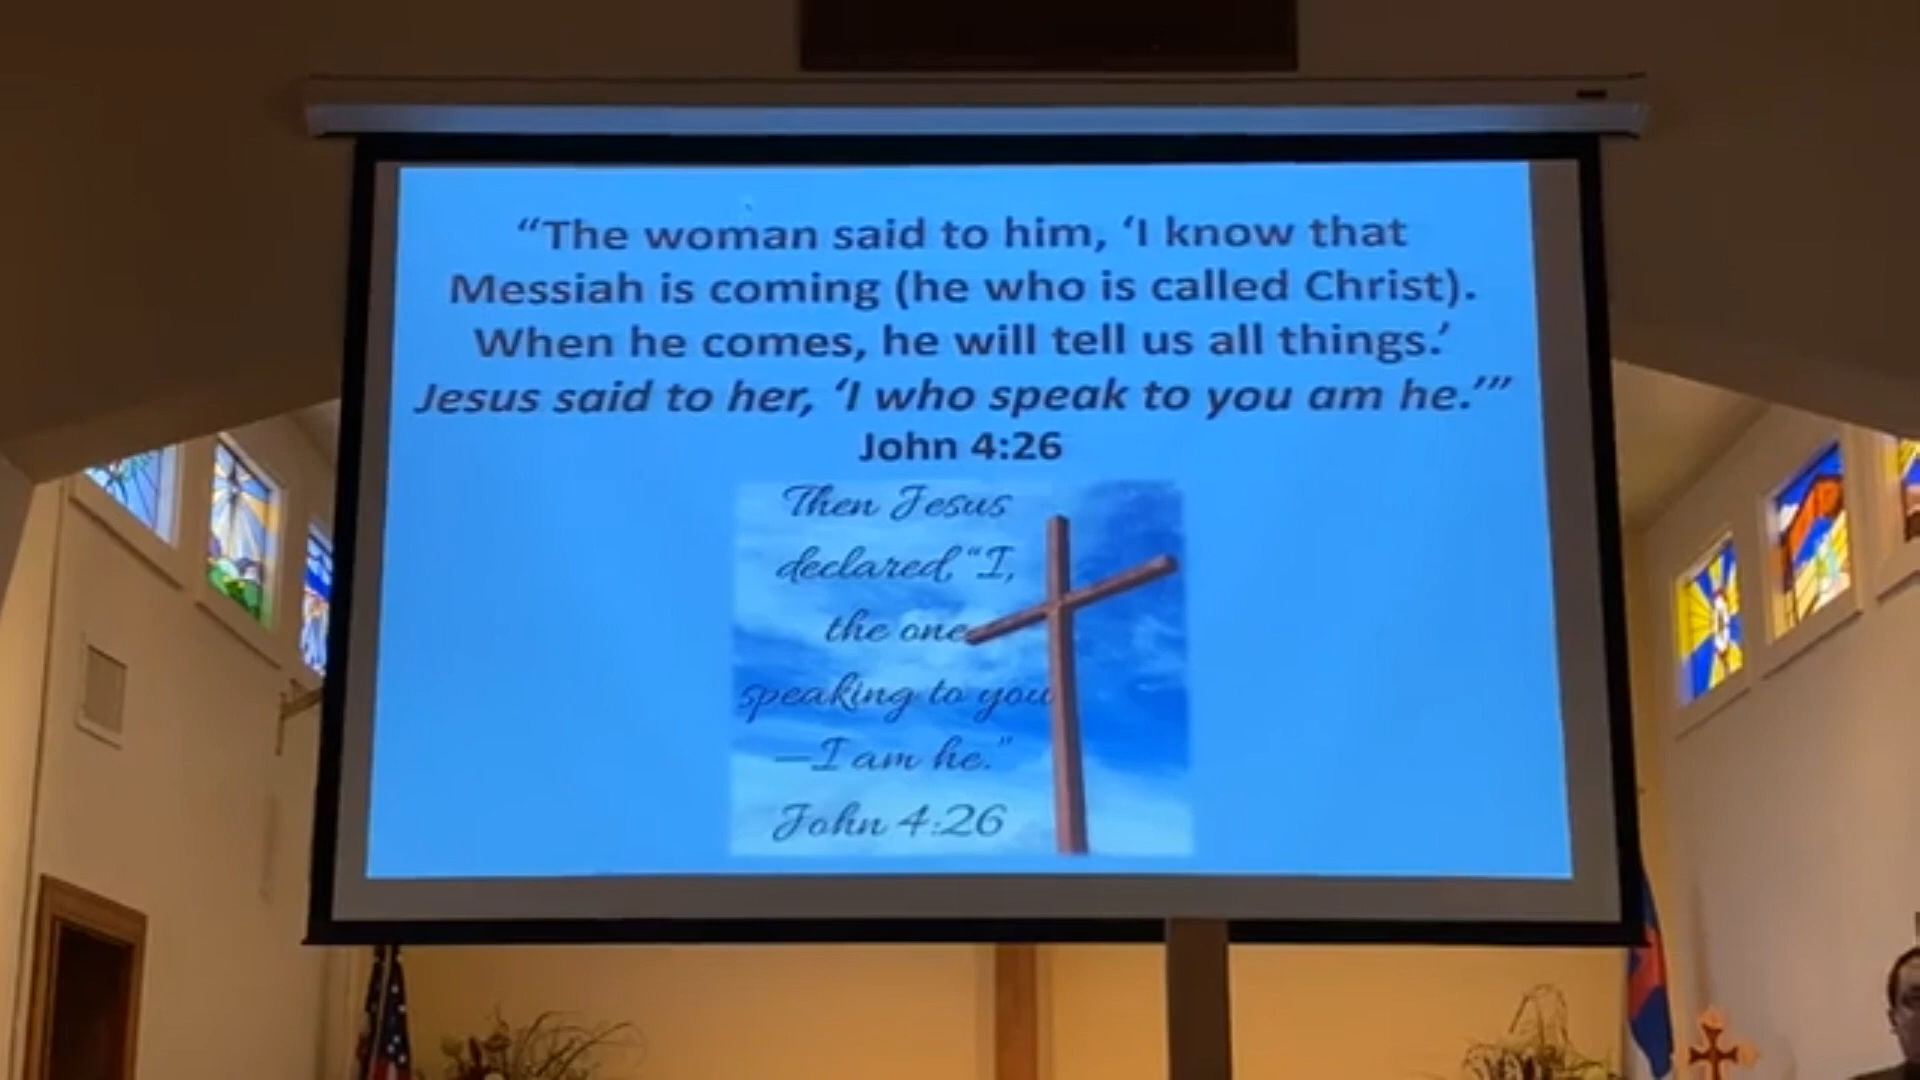 “The woman said to him, ‘I know that
Messiah is coming (he who is called Christ).
When he comes, he will tell us all things.’
Jesus said to her, ‘I who speak to you am he.’”
John 4:26
Then Jesus
declared, “I,
the one
speaking to you
—I am he.”
John 4:26